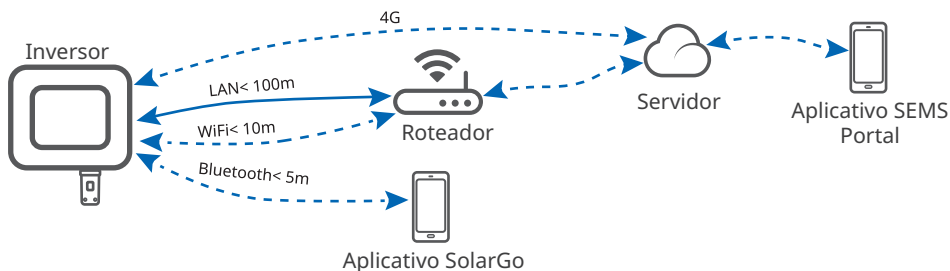 4G
Inversor
LAN< 100m
WiFi< 10m
Roteador
Servidor
Aplicativo SEMS
Portal
Bluetooth< 5m
Aplicativo SolarGo